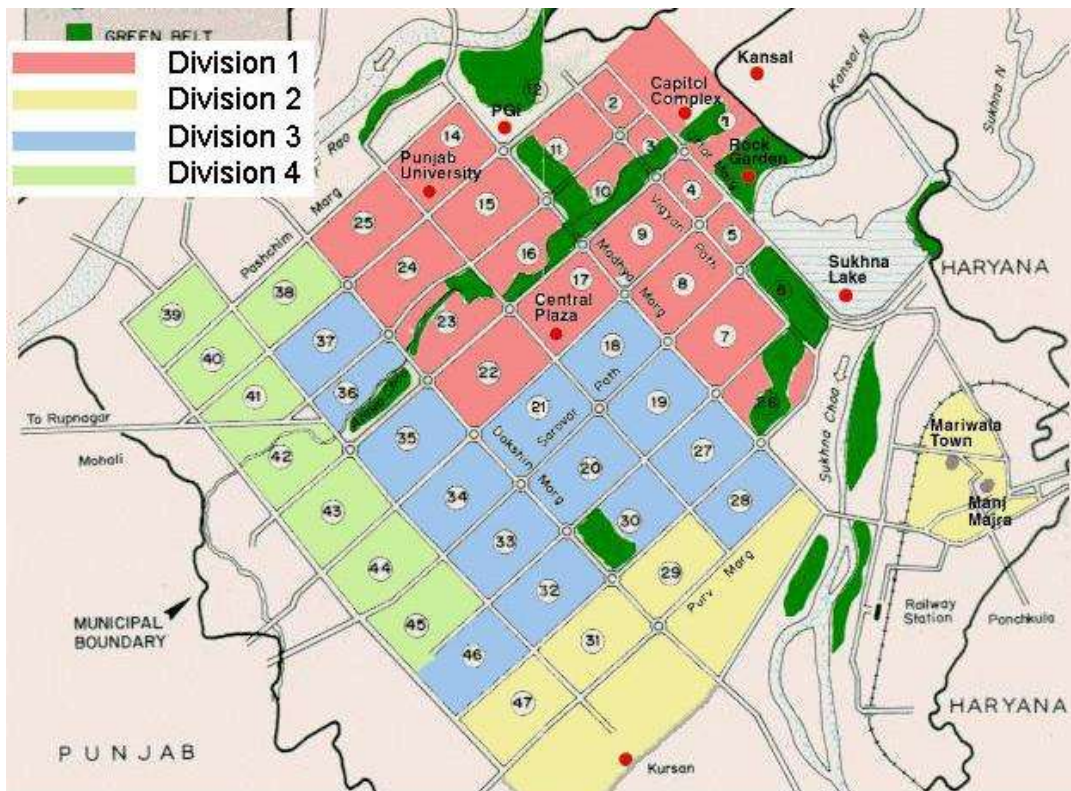 GREEN BELT
Division 1
Division 2
Division 3
Division 4
Kansal
Kansal N
Sukhna N
Capitol
Complex
PGI
Rock
Garden
Punjab
University
Rao
Marg
Pashchim
Vigyan
Path
Madhya
Marg
Sukhna
Lake
HARYANA
Central
Plaza
Path
Sarovar
Dakshin
Marg
Purv Marg
Sukhna Choa
To Rupnagar
Mohali
Mariwala
Town
Mani
Majra
Railway
Station
Panchkula
MUNICIPAL
BOUNDARY
HARYANA
PUNJAB
Kursan
1
2
3
4
5
6
7
8
9
10
11
12
14
15
16
17
18
19
20
21
22
23
24
25
26
27
28
29
30
31
32
33
34
35
36
37
38
39
40
41
42
43
44
45
46
47